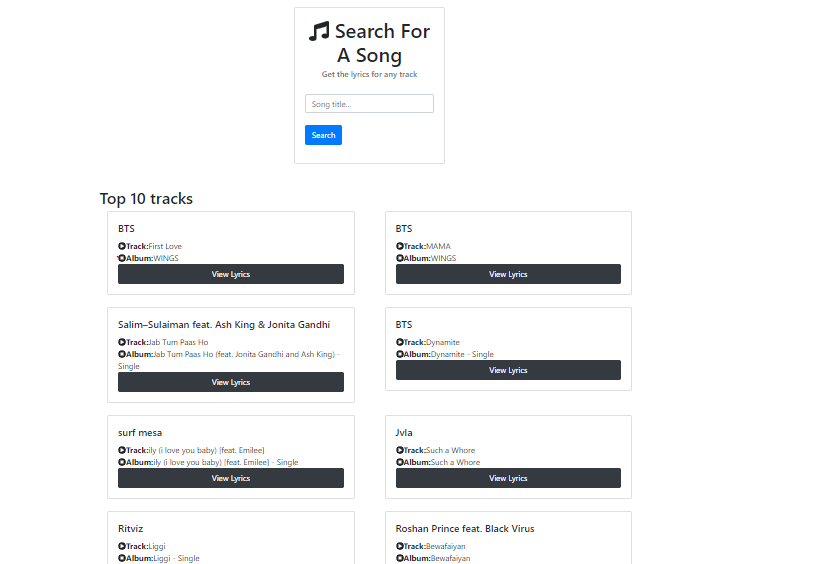 Search For
A Song
Get the lyrics for any track
Song title...
Search
Top 10 tracks
BTS
Track:First Love
Album:WINGS
View Lyrics
BTS
Track:MAMA
Album:WINGS
View Lyrics
Salim–Sulaiman feat. Ash King & Jonita Gandhi
Track:Jab Tum Paas Ho
Album:Jab Tum Paas Ho (feat. Jonita Gandhi and Ash King) -
Single
View Lyrics
BTS
Track:Dynamite
Album:Dynamite - Single
View Lyrics
surf mesa
Track:ily (i love you baby) [feat. Emilee]
Album:ily (i love you baby) [feat. Emilee] - Single
View Lyrics
Jvla
Track:Such a Whore
Album:Such a Whore
View Lyrics
Ritviz
Track:Liggi
Album:Liggi - Single
Roshan Prince feat. Black Virus
Track:Bewafaiyan
Album:Bewafaiyan